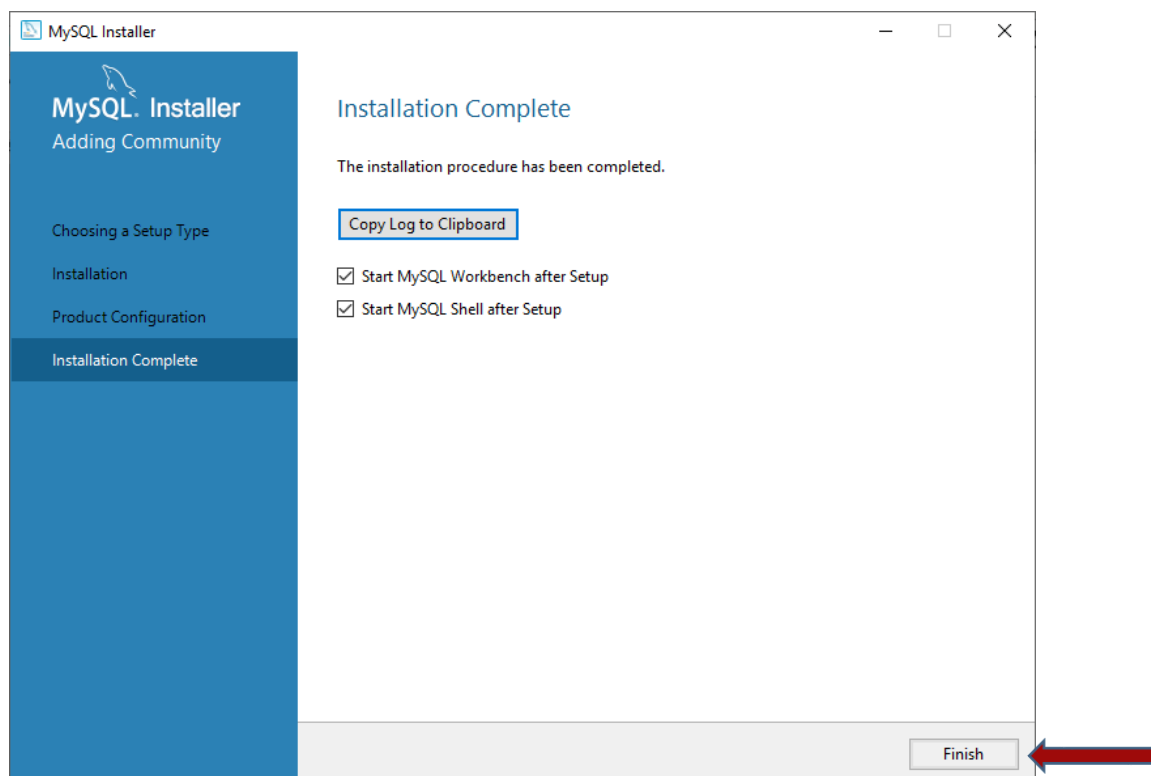 MySQL Installer
MySQL. Installer
Adding Community
Choosing a Setup Type
Installation
Product Configuration
Installation Complete
Installation Complete
The installation procedure has been completed.
Copy Log to Clipboard
Start MySQL Workbench after Setup
Start MySQL Shell after Setup
Finish